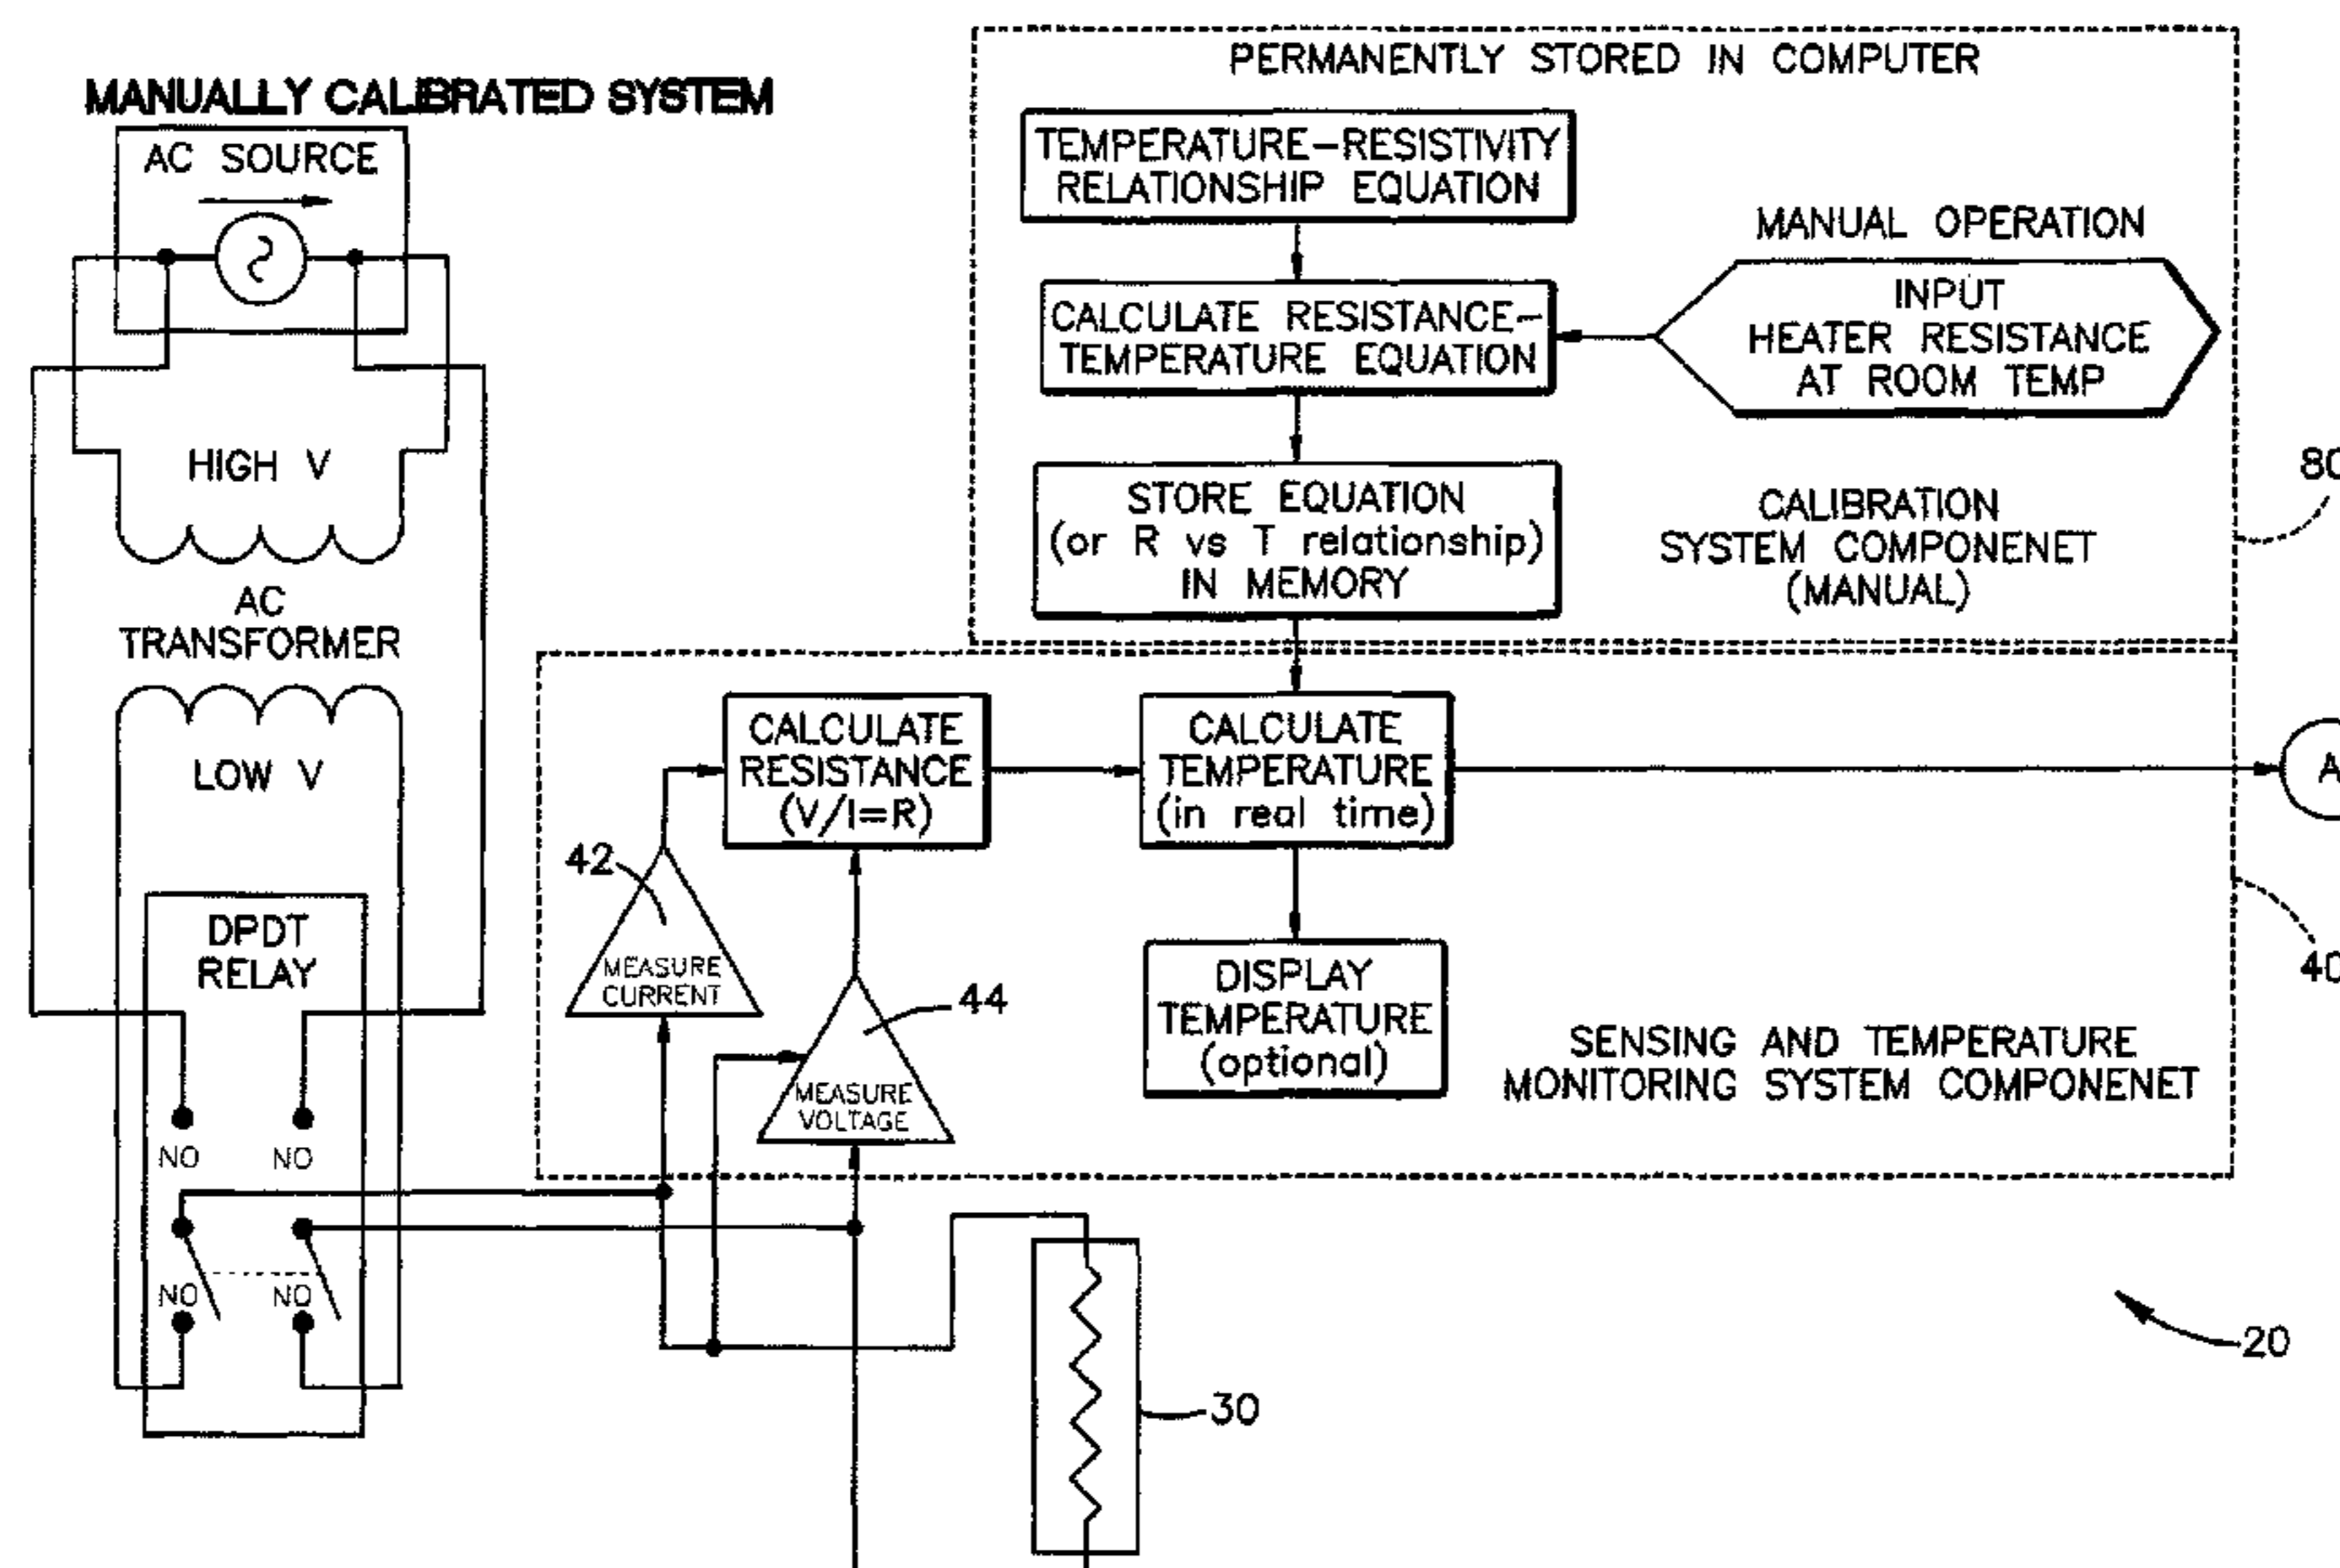 MANUALLY CALIBRATED SYSTEM
AC SOURCE
HIGH V
AC
TRANSFORMER
LOW V
DPDT
RELAY
NO NO
NO NO
PERMANENTLY STORED IN COMPUTER
TEMPERATURE-RESISTIVITY
RELATIONSHIP EQUATION
CALCULATE RESISTANCE-
TEMPERATURE EQUATION
MANUAL OPERATION
INPUT
HEATER RESISTANCE
AT ROOM TEMP
STORE EQUATION
(or R vs T relationship)
IN MEMORY
CALIBRATION
SYSTEM COMPONENET
(MANUAL)
80
CALCULATE
RESISTANCE
(V/I=R)
CALCULATE
TEMPERATURE
(in real time)
A
42
MEASURE
CURRENT
44
MEASURE
VOLTAGE
DISPLAY
TEMPERATURE
(optional)
SENSING AND TEMPERATURE
MONITORING SYSTEM COMPONENET
40
20
30